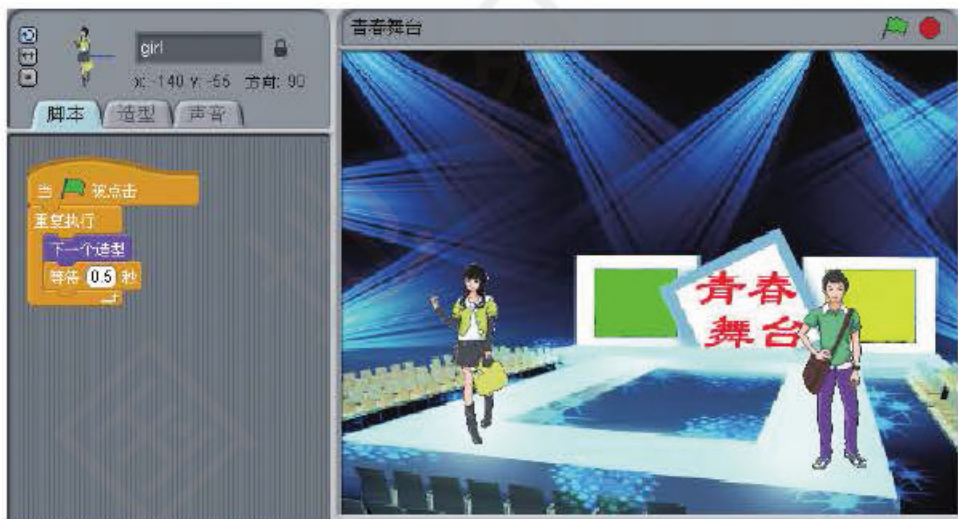 girl
x: -140 y: -55 方向: 90
脚本 造型 声音
当 被点击
重复执行
下一个造型
等待 0.5 秒
青春舞台
青春
舞台